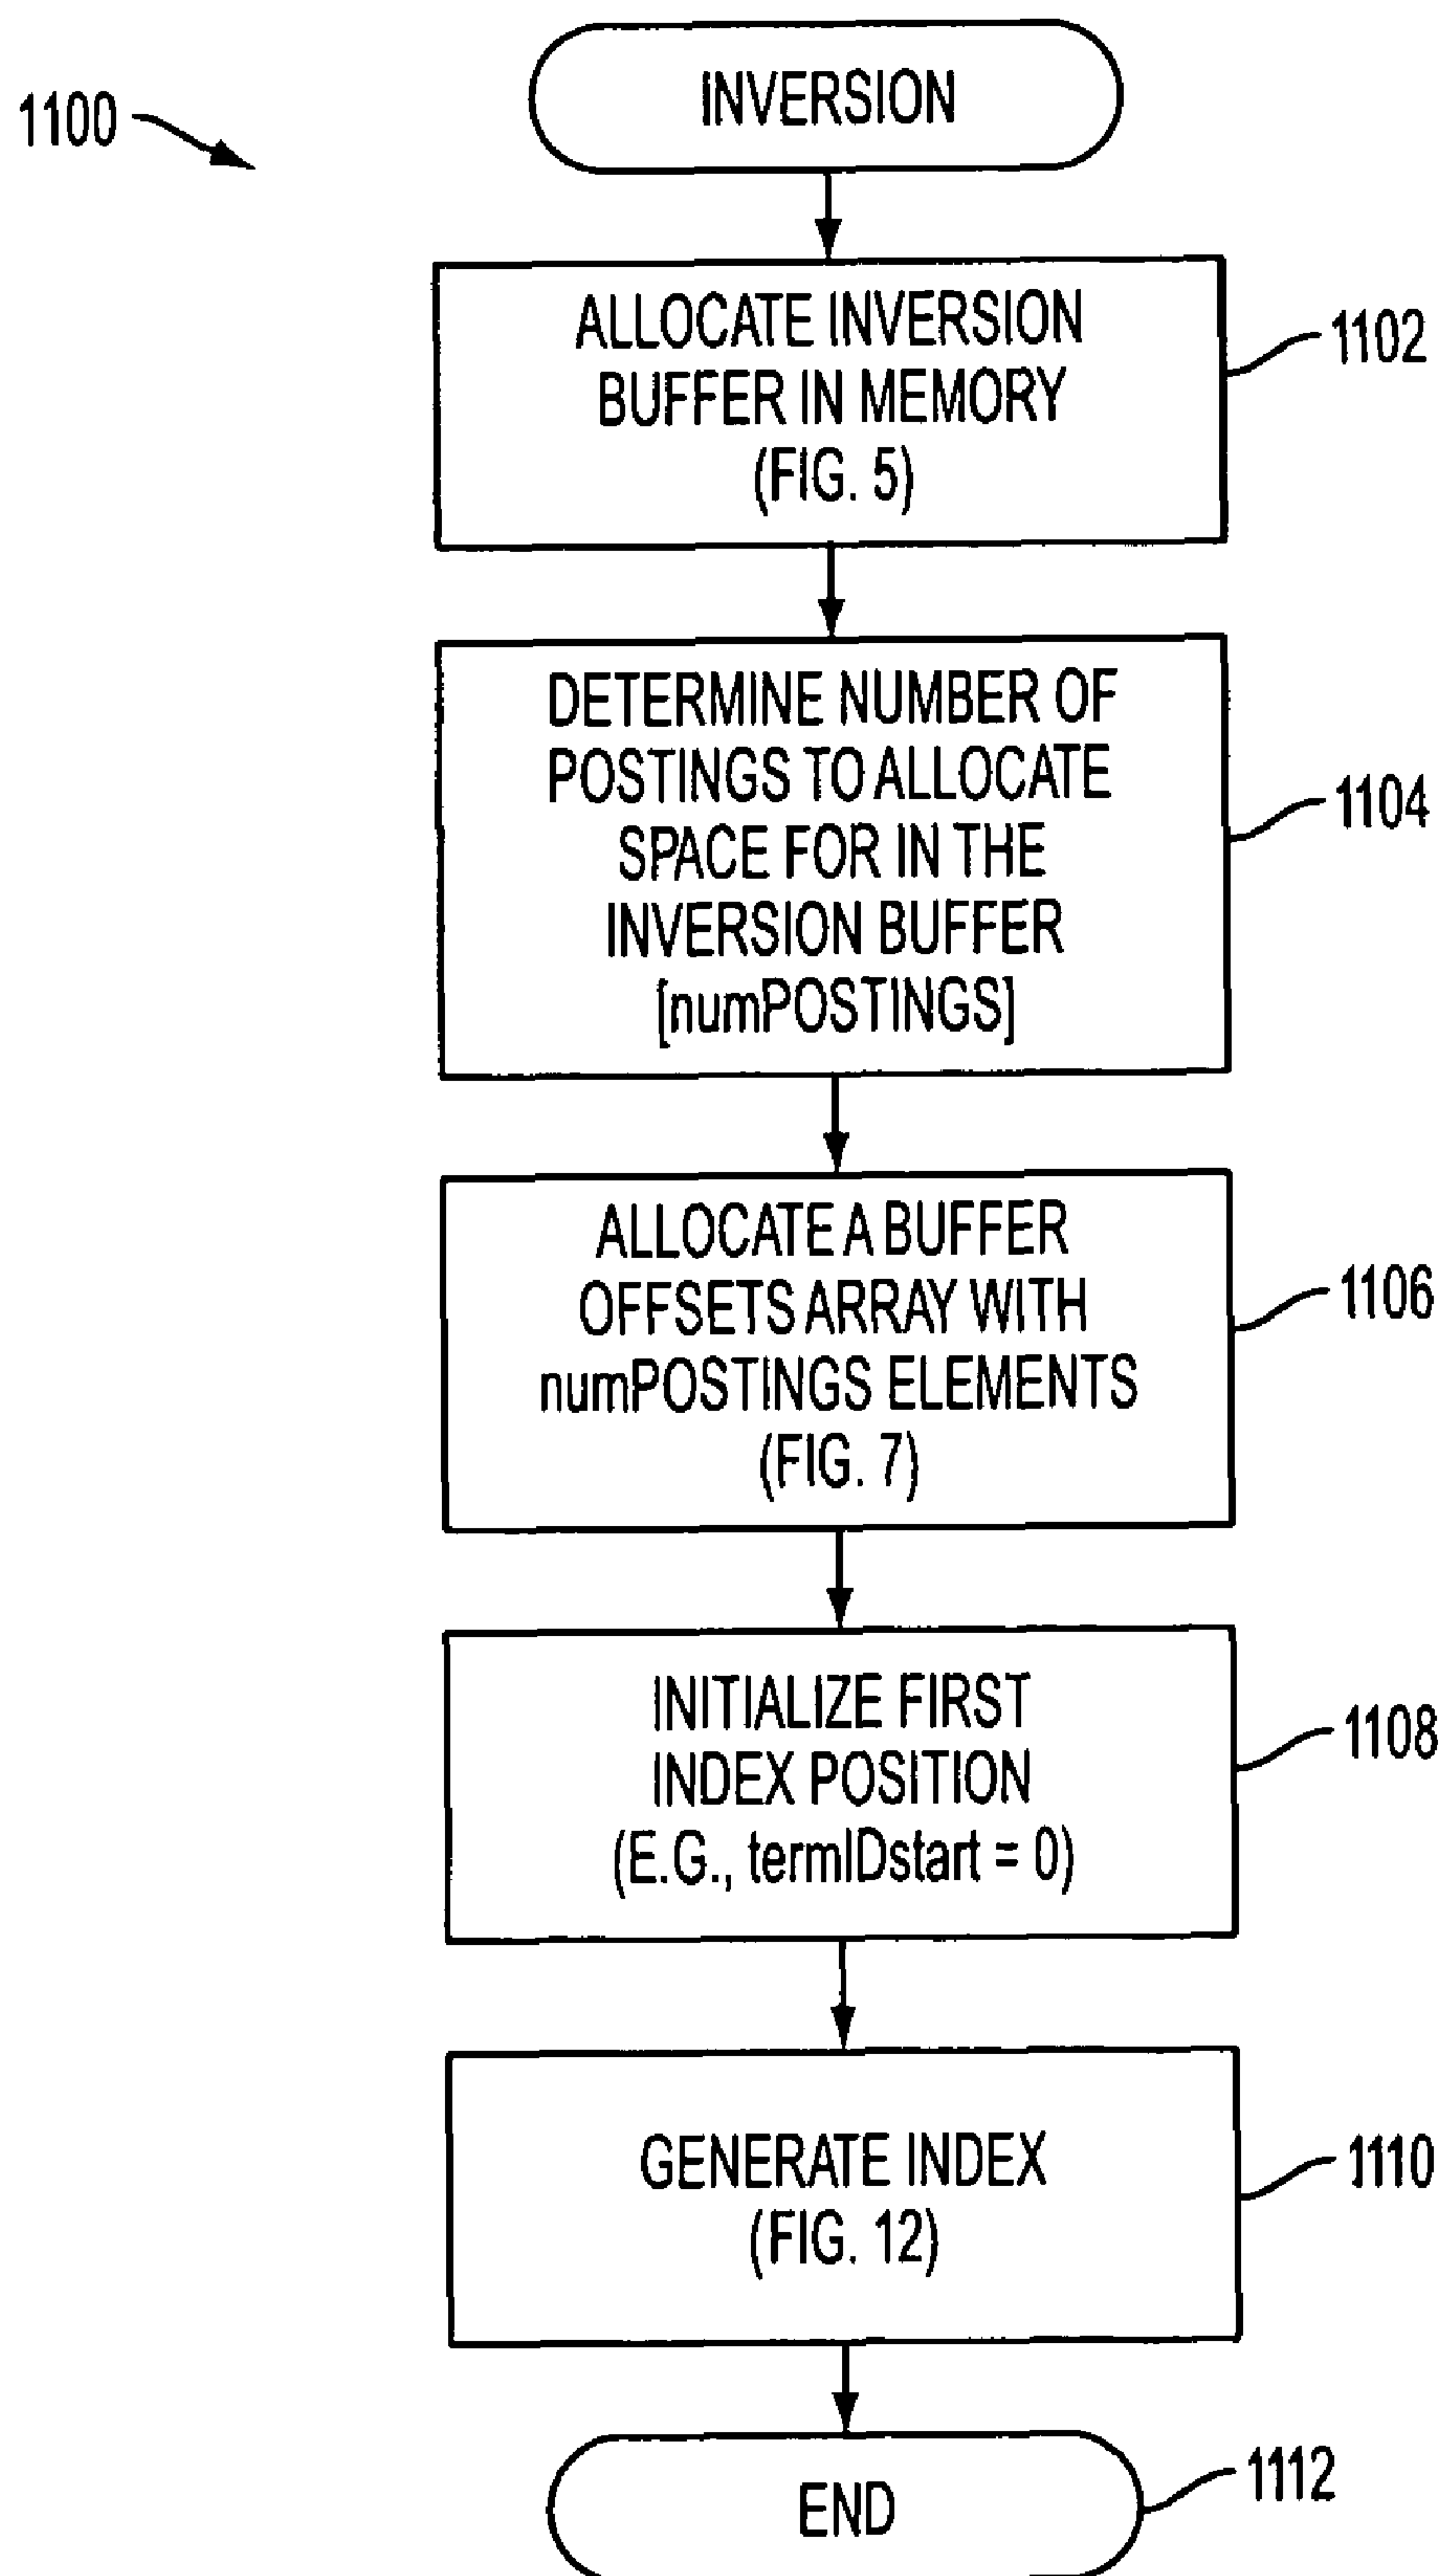 1100
INVERSION
ALLOCATE INVERSION
BUFFER IN MEMORY
(FIG. 5)
1102
DETERMINE NUMBER OF
POSTINGS TO ALLOCATE
SPACE FOR IN THE
INVERSION BUFFER
[numPOSTINGS]
1104
ALLOCATE A BUFFER
OFFSETS ARRAY WITH
numPOSTINGS ELEMENTS
(FIG. 7)
1106
INITIALIZE FIRST
INDEX POSITION
(E.G., termIDstart = 0)
1108
GENERATE INDEX
(FIG. 12)
1110
END
1112